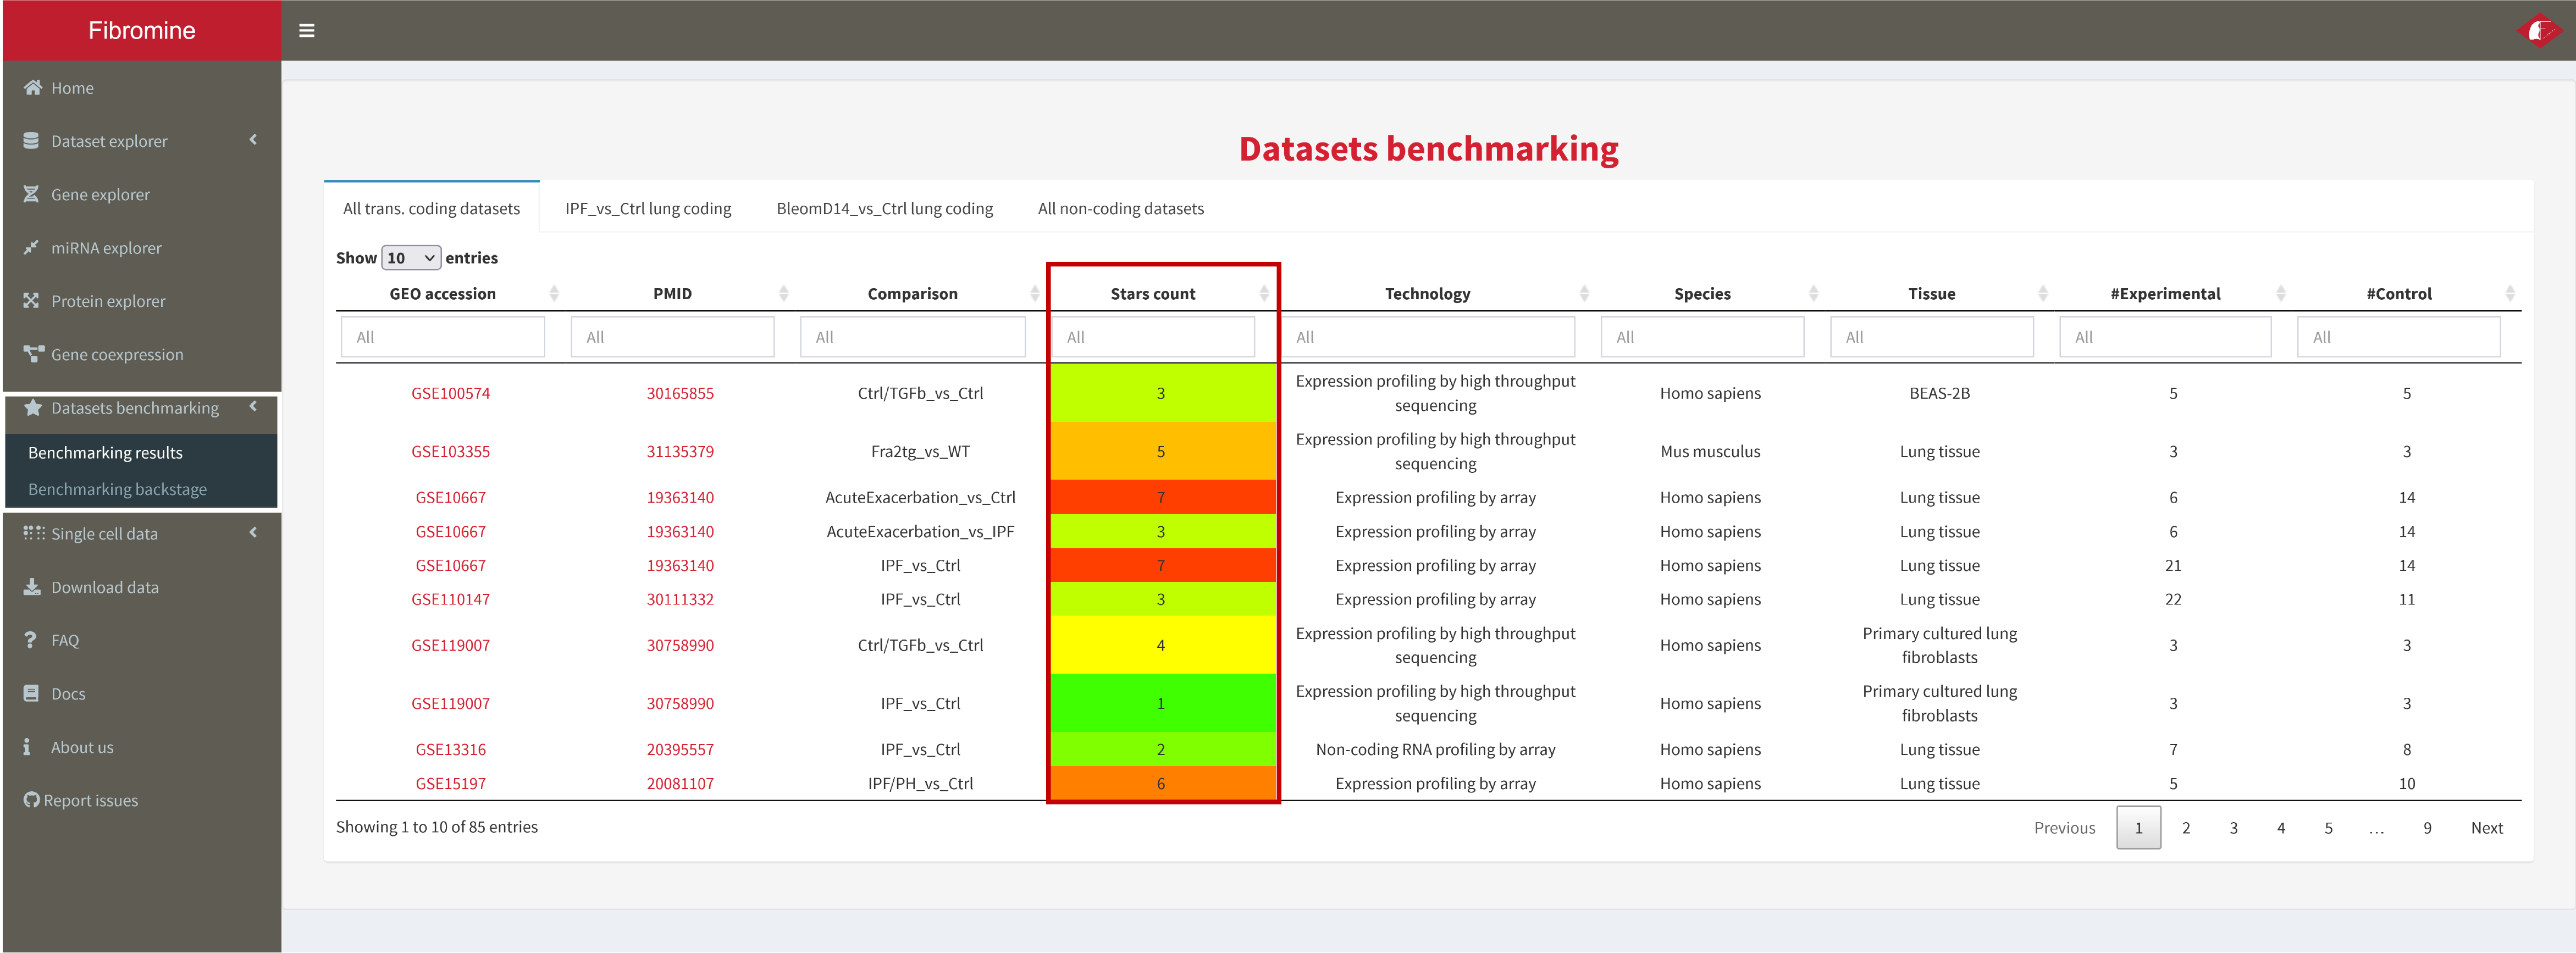 Fibromine
Home
Dataset explorer
Gene explorer
miRNA explorer
Protein explorer
Gene coexpression
Datasets benchmarking
Benchmarking results
Benchmarking backstage
Single cell data
Download data
FAQ
Docs
About us
Report issues
Datasets benchmarking
All trans. coding datasets IPF_vs_Ctrl lung coding BleomD14_vs_Ctrl lung coding All non-coding datasets
Show 10 entries
GEO accession PMID Comparison Stars count Technology Species Tissue #Experimental #Control
All All All All All All All All All
GSE100574 30165855 Ctrl/TGFb_vs_Ctrl 3 Expression profiling by high throughput
sequencing Homo sapiens BEAS-2B 5 5
GSE103355 31135379 Fra2tg_vs_WT 5 Expression profiling by high throughput
sequencing Mus musculus Lung tissue 3 3
GSE10667 19363140 AcuteExacerbation_vs_Ctrl 7 Expression profiling by array Homo sapiens Lung tissue 6 14
GSE10667 19363140 AcuteExacerbation_vs_IPF 3 Expression profiling by array Homo sapiens Lung tissue 6 14
GSE10667 19363140 IPF_vs_Ctrl 7 Expression profiling by array Homo sapiens Lung tissue 21 14
GSE110147 30111332 IPF_vs_Ctrl 3 Expression profiling by array Homo sapiens Lung tissue 22 11
GSE119007 30758990 Ctrl/TGFb_vs_Ctrl 4 Expression profiling by high throughput
sequencing Homo sapiens Primary cultured lung
fibroblasts 3 3
GSE119007 30758990 IPF_vs_Ctrl 1 Expression profiling by high throughput
sequencing Homo sapiens Primary cultured lung
fibroblasts 3 3
GSE13316 20395557 IPF_vs_Ctrl 2 Non-coding RNA profiling by array Homo sapiens Lung tissue 7 8
GSE15197 20081107 IPF/PH_vs_Ctrl 6 Expression profiling by array Homo sapiens Lung tissue 5 10
Showing 1 to 10 of 85 entries
Previous 1 2 3 4 5 … 9 Next